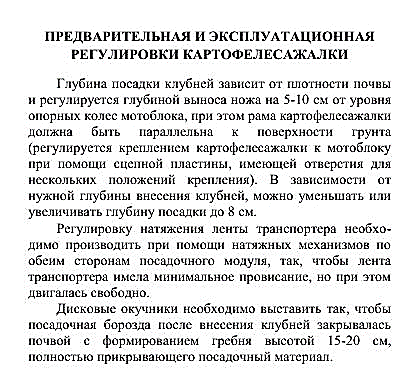 ПРЕДВАРИТЕЛЬНАЯ И ЭКСПЛУАТАЦИОННАЯ
РЕГУЛИРОВКИ КАРТОФЕЛЕСАЖАЛКИ
Глубина посадки клубней зависит от плотности почвы
и регулируется глубиной выноса ножа на 5-10 см от уровня
опорных колес мотоблока, при этом рама картофелесажалки
должна быть параллельна к поверхности грунта
(регулируется креплением картофелесажалки к мотоблоку
при помощи сцепной пластины, имеющей отверстия для
нескольких положений крепления). В зависимости от
нужной глубины внесения клубней, можно уменьшать или
увеличивать глубину посадки до 8 см.
Регулировку натяжения ленты транспортера необхо-
димо производить при помощи натяжных механизмов по
обеим сторонам посадочного модуля, так, чтобы лента
транспортера имела минимальное провисание, но при этом
двигалась свободно.
Дисковые окучники необходимо выставить так, чтобы
посадочная борозда после внесения клубней закрывалась
почвой с формированием гребня высотой 15-20 см,
полностью прикрывающего посадочный материал.